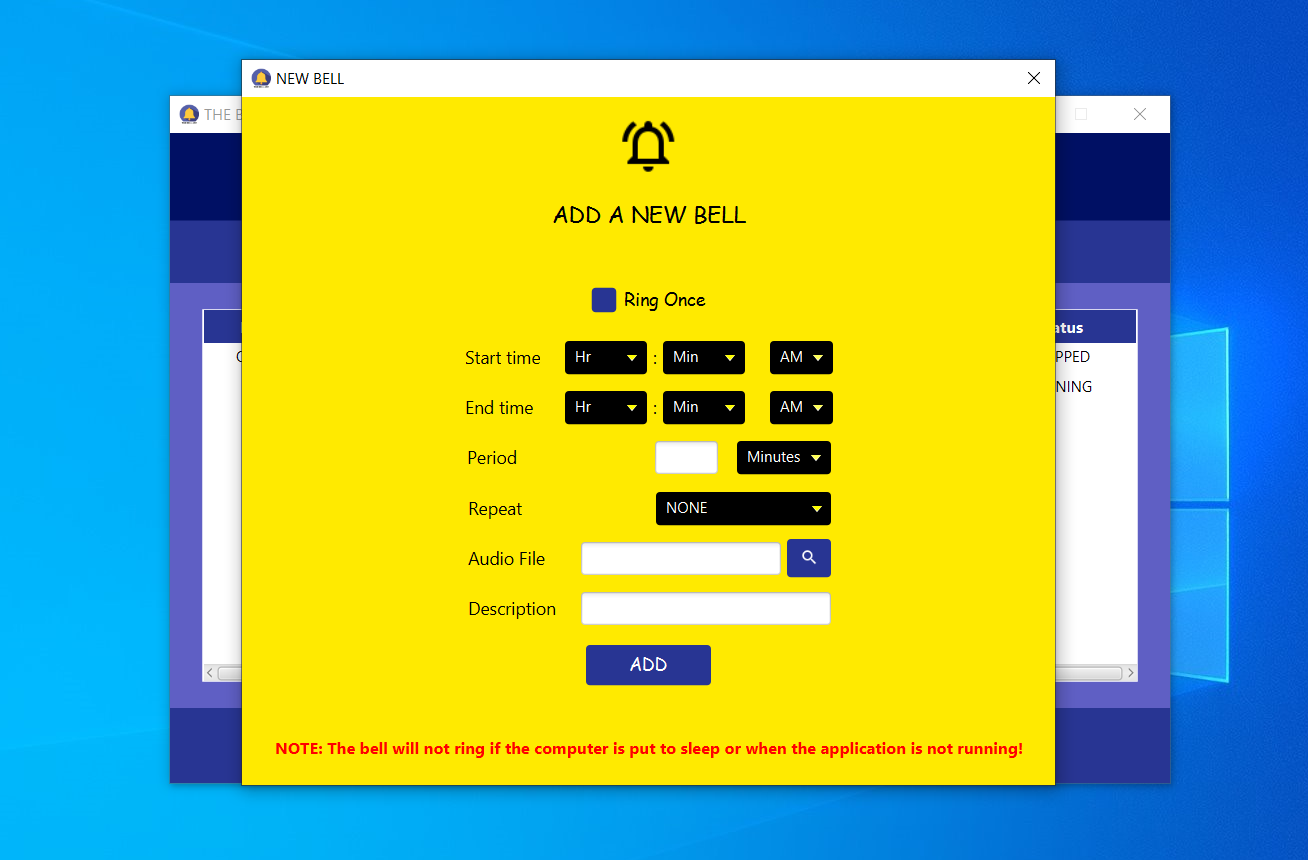 NEW BELL
THE B
ADD A NEW BELL
Ring Once
Start time Hr : Min AM
End time Hr : Min AM
Period Minutes
Repeat NONE
Audio File
Description
ADD
NOTE: The bell will not ring if the computer is put to sleep or when the application is not running!
atus
PPED
NING